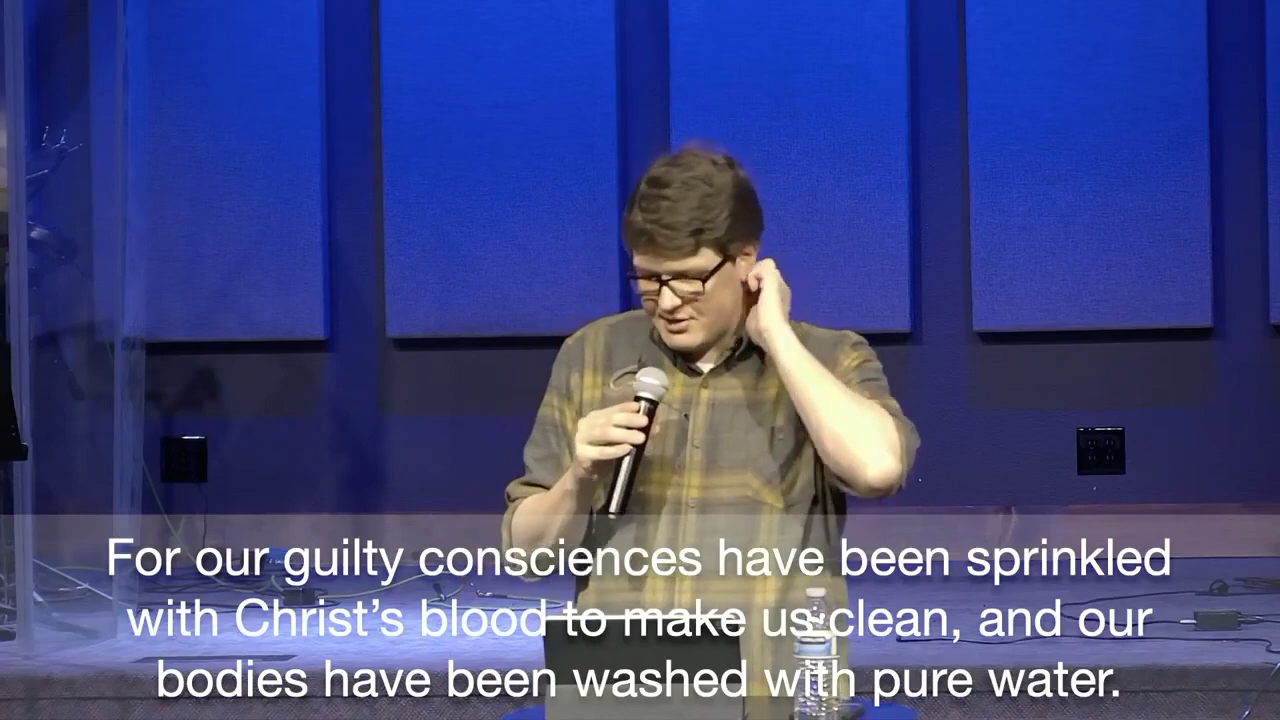 For our guilty consciences have been sprinkled
with Christ’s blood to make us clean, and our
bodies have been washed with pure water.